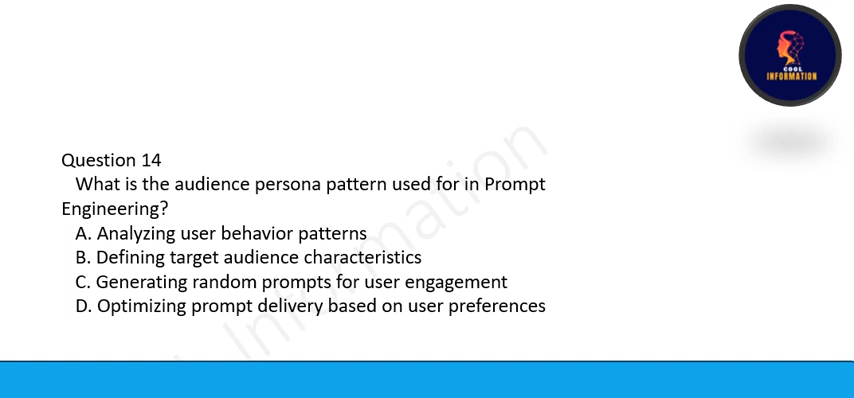 COOL
INFORMATION
Question 14
What is the audience persona pattern used for in Prompt
Engineering?
A. Analyzing user behavior patterns
B. Defining target audience characteristics
C. Generating random prompts for user engagement
D. Optimizing prompt delivery based on user preferences
Information